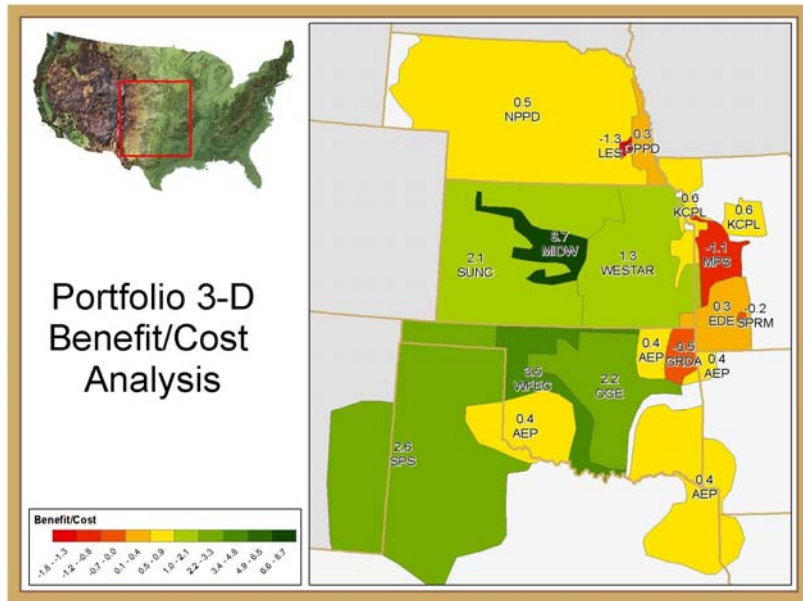 Portfolio 3-D
Benefit/Cost
Analysis
Benefit/Cost
-1.8 - -1.3
-1.2 - -0.8
-0.7 - 0.0
0.1 - 0.4
0.5 - 0.9
1.0 - 2.1
2.2 - 3.3
3.4 - 4.8
4.9 - 6.5
6.6 - 8.7
0.5
NPPD
-1.3
LES
0.3
OPPD
0.6
KCPL
0.6
KCPL
8.7
MIDW
2.1
SUNC
1.3
WESTAR
-1.1
MPS
0.3
EDE
-0.2
SPRM
0.4
AEP
-0.5
GRDA
0.4
AEP
3.5
WFEC
2.2
OGE
0.4
AEP
2.6
SPS
0.4
AEP